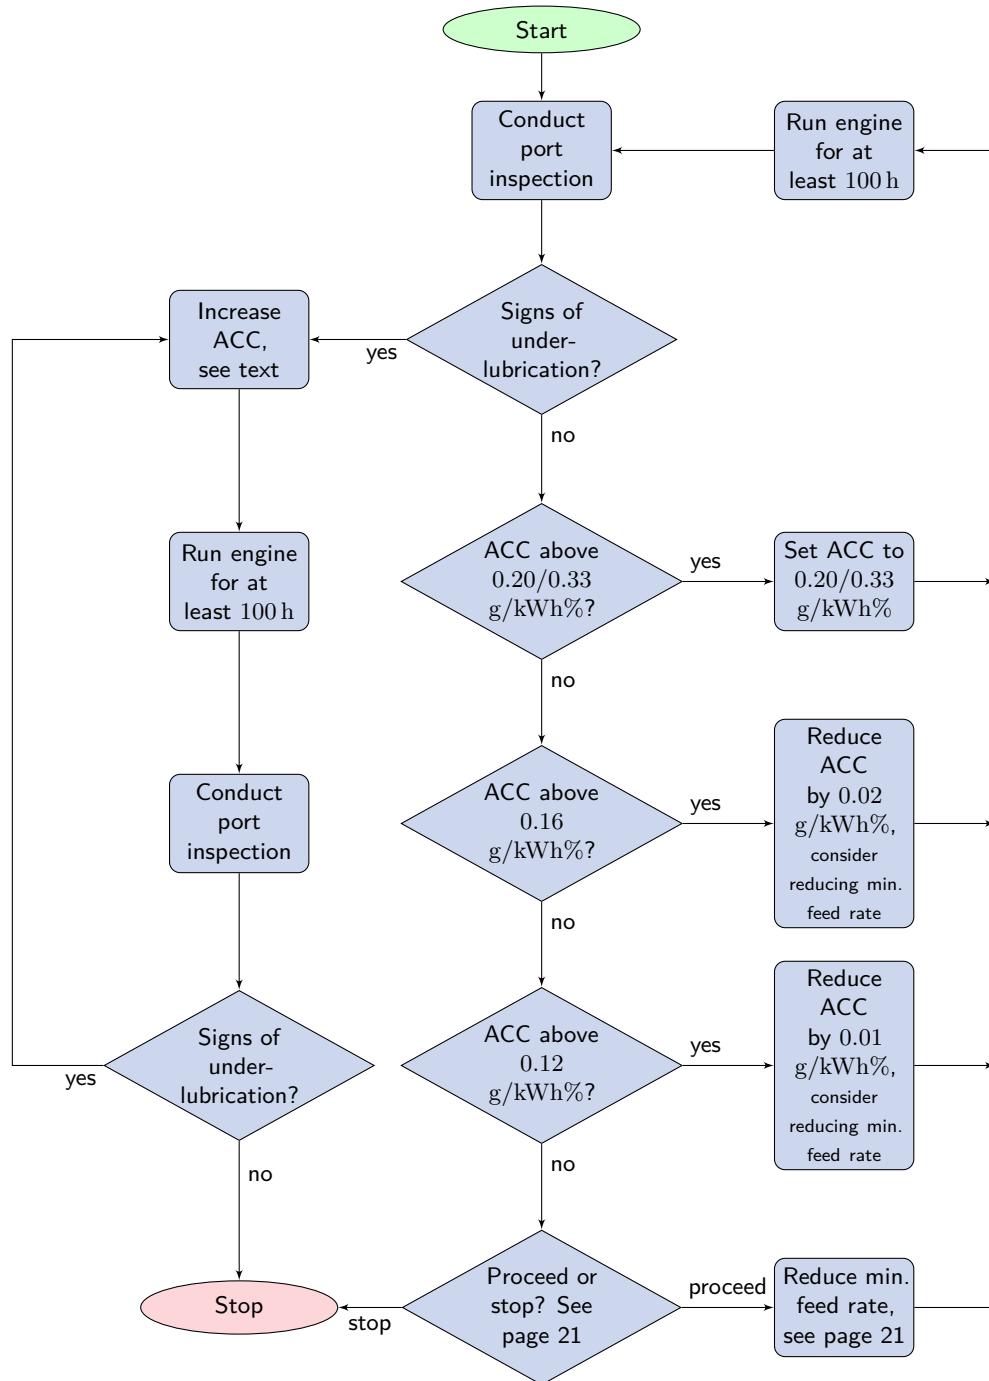 Start
Conduct
port
inspection
Run engine
for at
least 100 h
Increase
ACC,
see text
Signs of
under-
lubrication?
yes
no
Run engine
for at
least 100 h
ACC above
0.20/0.33
g/kWh%?
yes
Set ACC to
0.20/0.33
g/kWh%
no
Conduct
port
inspection
ACC above
0.16
g/kWh%?
yes
Reduce
ACC
by 0.02
g/kWh%,
consider
reducing min.
feed rate
no
Signs of
under-
lubrication?
yes
no
ACC above
0.12
g/kWh%?
yes
Reduce
ACC
by 0.01
g/kWh%,
consider
reducing min.
feed rate
no
Stop
Proceed or
stop? See
page 21
stop
proceed
Reduce min.
feed rate,
see page 21